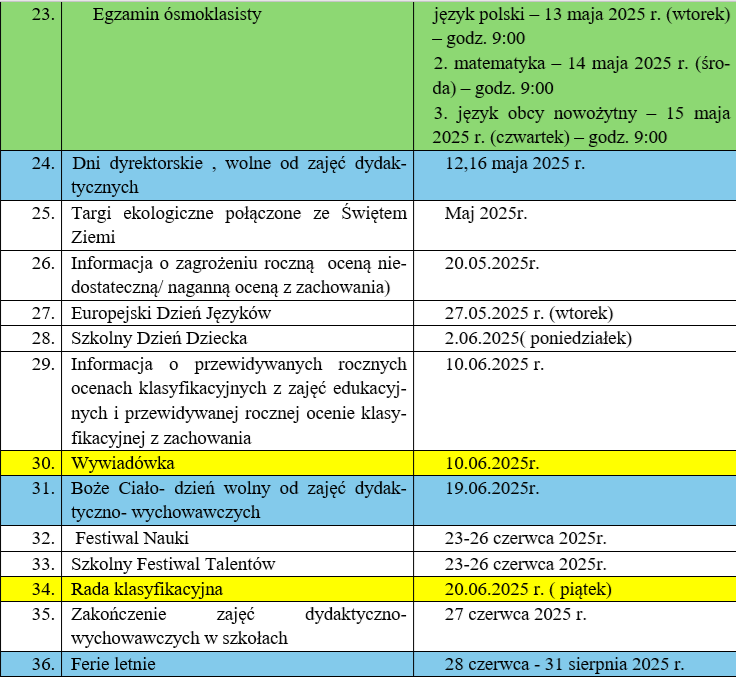 23. Egzamin ósmoklasisty język polski – 13 maja 2025 r. (wtorek)
– godz. 9:00
2. matematyka – 14 maja 2025 r. (śro-
da) – godz. 9:00
3. język obcy nowożytny – 15 maja
2025 r. (czwartek) – godz. 9:00
24. Dni dyrektorskie , wolne od zajęć dydak- 12,16 maja 2025 r.
tycznych
25. Targi ekologiczne połączone ze Świętem Maj 2025r.
Ziemi
26. Informacja o zagrożeniu roczną oceną nie- 20.05.2025r.
dostateczną/ naganną oceną z zachowania)
27. Europejski Dzień Języków 27.05.2025 r. (wtorek)
28. Szkolny Dzień Dziecka 2.06.2025( poniedziałek)
29. Informacja o przewidywanych rocznych 10.06.2025 r.
ocenach klasyfikacyjnych z zajęć edukacyj-
nych i przewidywanej rocznej ocenie klasy-
fikacyjnej z zachowania
30. Wywiadówka 10.06.2025r.
31. Boże Ciało- dzień wolny od zajęć dydak- 19.06.2025r.
tyczno- wychowawczych
32. Festiwal Nauki 23-26 czerwca 2025r.
33. Szkolny Festiwal Talentów 23-26 czerwca 2025r.
34. Rada klasyfikacyjna 20.06.2025 r. ( piątek)
35. Zakończenie zajęć dydaktyczno- 27 czerwca 2025 r.
wychowawczych w szkołach
36. Ferie letnie 28 czerwca - 31 sierpnia 2025 r.